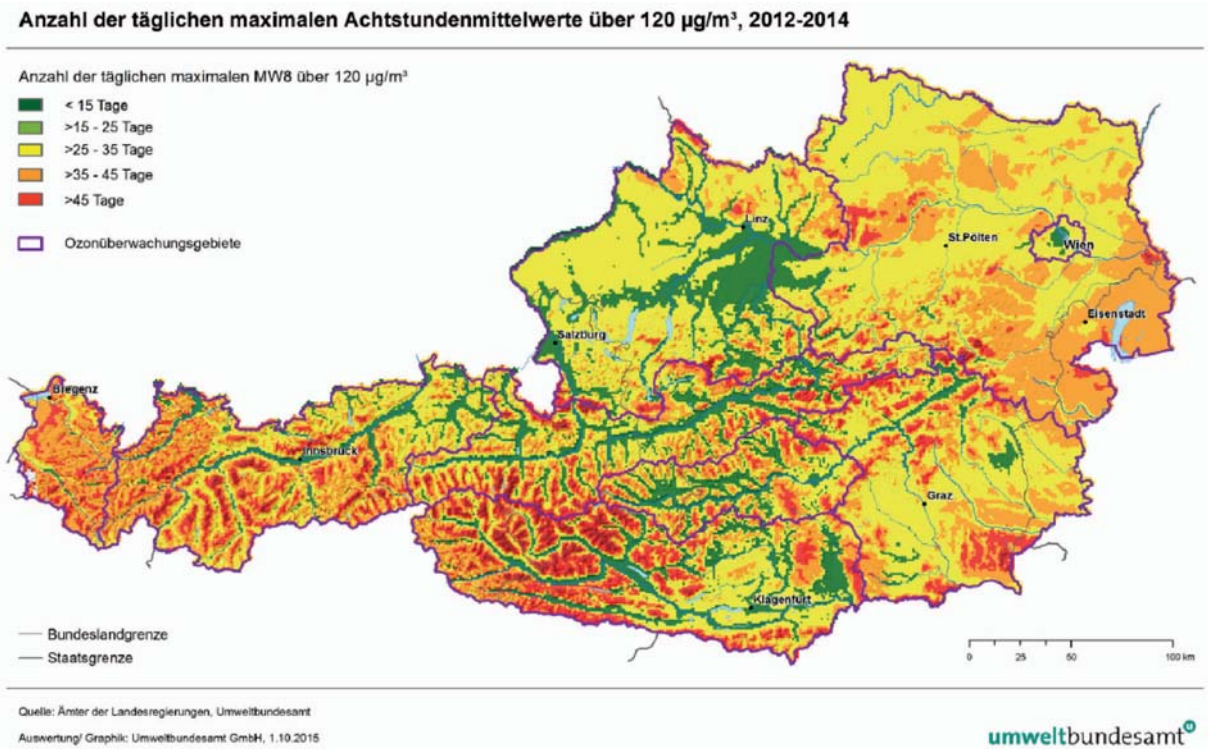 Anzahl der täglichen maximalen Achtstundenmittelwerte über 120 µg/m³, 2012-2014
Anzahl der täglichen maximalen MW8 über 120 µg/m³
< 15 Tage
>15 - 25 Tage
>25 - 35 Tage
>35 - 45 Tage
>45 Tage
Ozonüberwachungsgebiete
Linz
St.Pölten
Wien
Eisenstadt
Salzburg
Bregenz
Innsbruck
Graz
Klagenfurt
Bundeslandgrenze
Staatsgrenze
0 25 50 100 km
Quelle: Ämter der Landesregierungen, Umweltbundesamt
Auswertung/ Graphik: Umweltbundesamt GmbH, 1.10.2015
umweltbundesamt u